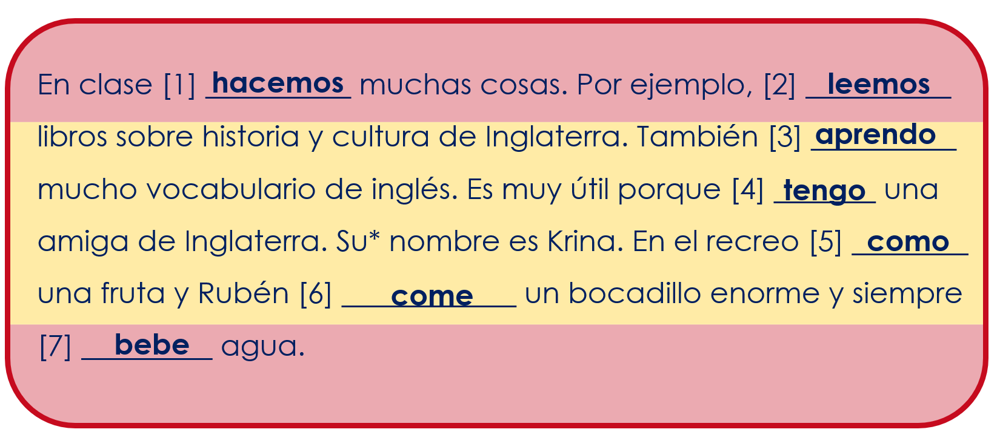 En clase [1] hacemos muchas cosas. Por ejemplo, [2] leemos
libros sobre historia y cultura de Inglaterra. También [3] aprendo
mucho vocabulario de inglés. Es muy útil porque [4] tengo una
amiga de Inglaterra. Su* nombre es Krina. En el recreo [5] como
una fruta y Rubén [6] come un bocadillo enorme y siempre
[7] bebe agua.